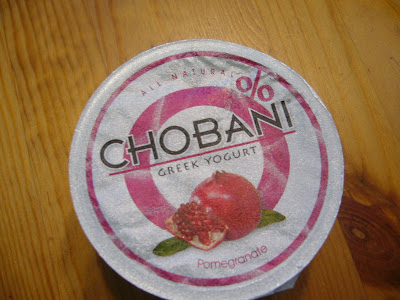 ALL NATURAL
0%
CHOBANI
GREEK YOGURT
Pomegranate